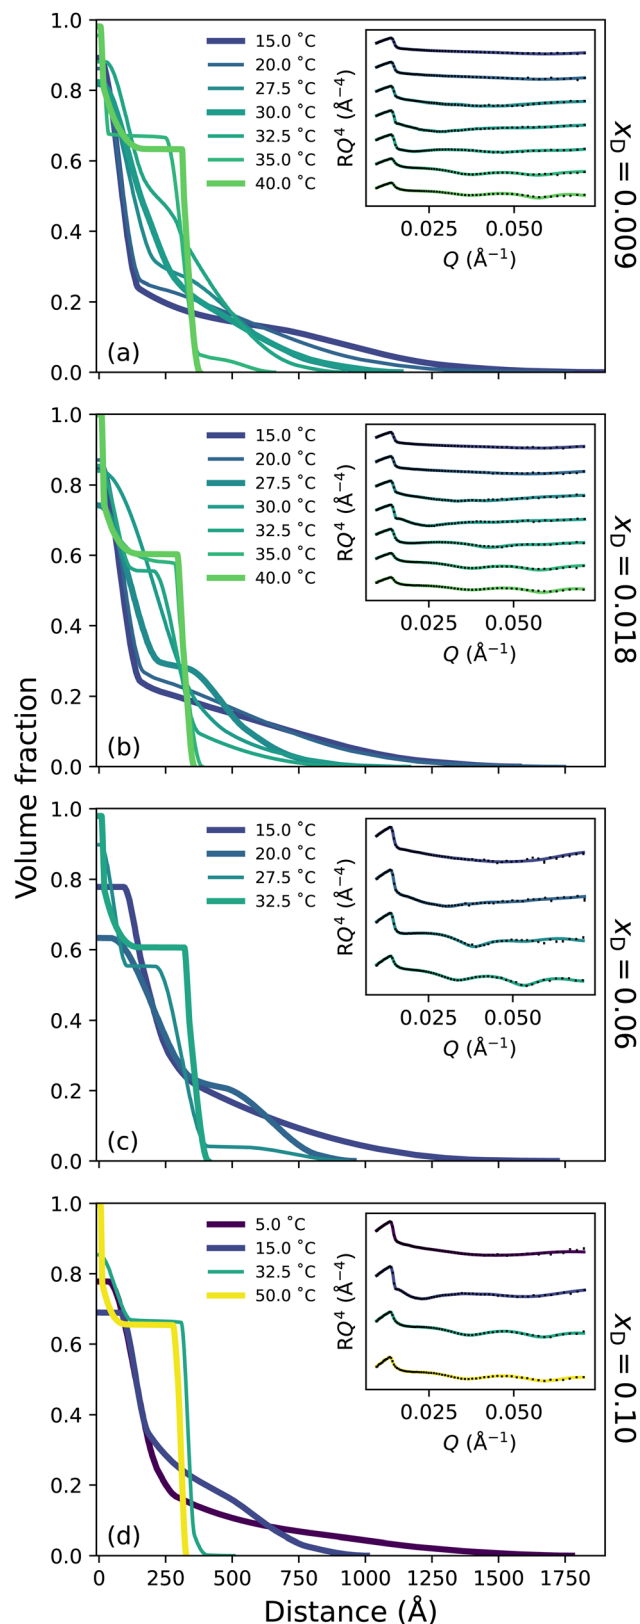 1.0
0.8
0.6
0.4
0.2
0.0
15.0 ˚C
20.0 ˚C
27.5 ˚C
30.0 ˚C
32.5 ˚C
35.0 ˚C
40.0 ˚C
RQ⁴ (Å⁻⁴)
0.025 0.050
Q (Å⁻¹)
(a)
x_D = 0.009
1.0
0.8
0.6
0.4
0.2
0.0
15.0 ˚C
20.0 ˚C
27.5 ˚C
30.0 ˚C
32.5 ˚C
35.0 ˚C
40.0 ˚C
RQ⁴ (Å⁻⁴)
0.025 0.050
Q (Å⁻¹)
(b)
x_D = 0.018
Volume fraction
1.0
0.8
0.6
0.4
0.2
0.0
15.0 ˚C
20.0 ˚C
27.5 ˚C
32.5 ˚C
RQ⁴ (Å⁻⁴)
0.025 0.050
Q (Å⁻¹)
(c)
x_D = 0.06
1.0
0.8
0.6
0.4
0.2
0.0
5.0 ˚C
15.0 ˚C
32.5 ˚C
50.0 ˚C
RQ⁴ (Å⁻⁴)
0.025 0.050
Q (Å⁻¹)
(d)
x_D = 0.10
0 250 500 750 1000 1250 1500 1750
Distance (Å)